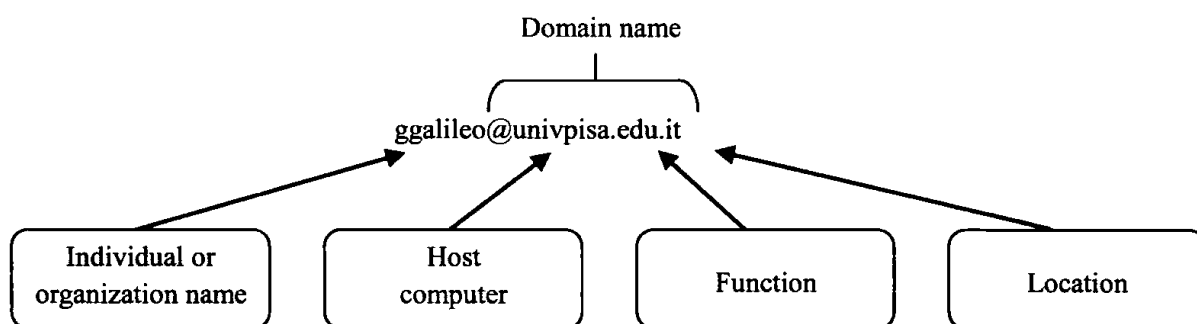 Domain name
ggalileo@univpisa.edu.it
Individual or
organization name
Host
computer
Function
Location